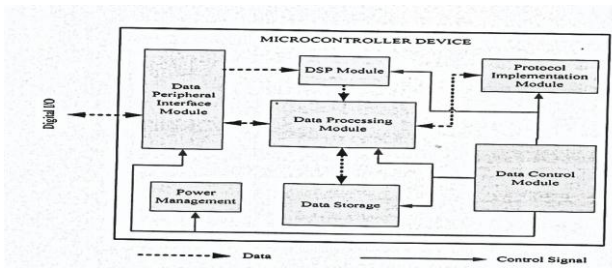 MICROCONTROLLER DEVICE
Data
Peripheral
Interface
Module
DSP Module
Protocol
Implementation
Module
Digital I/O
Data Processing
Module
Data Control
Module
Power
Management
Data Storage
Data
Control Signal